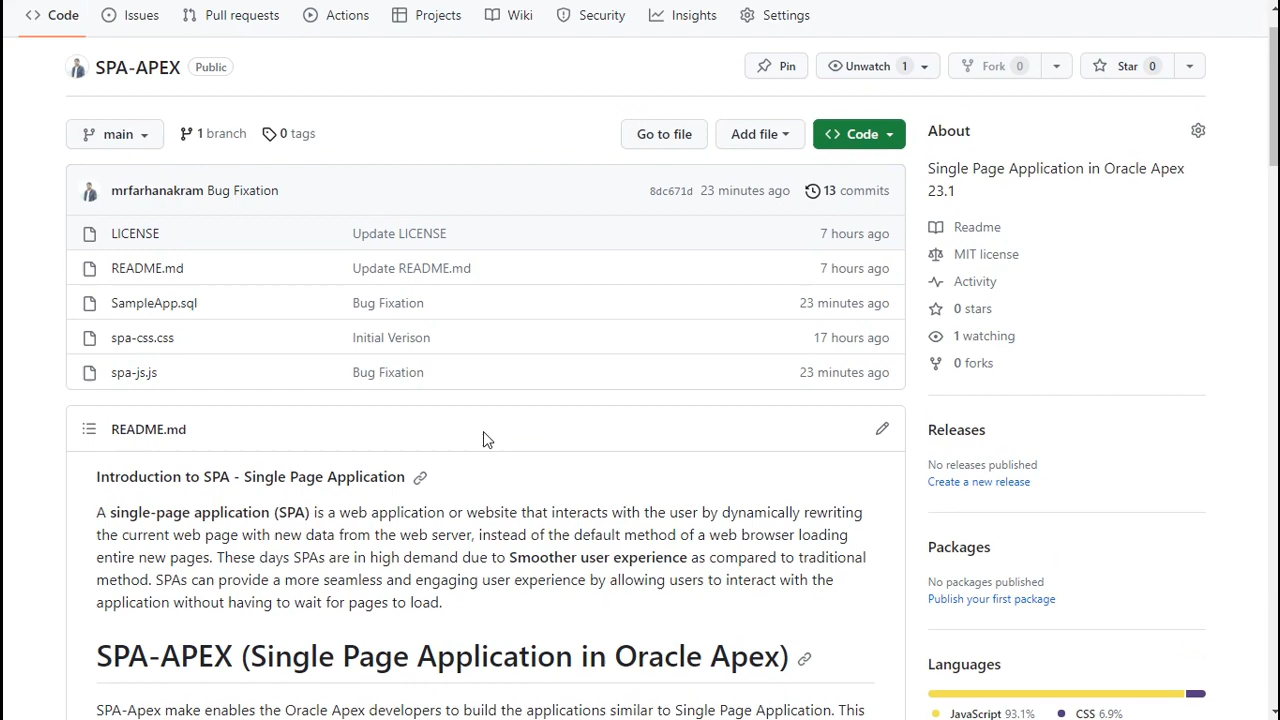 Code Issues Pull requests Actions Projects Wiki Security Insights Settings
SPA-APEX Public Pin Unwatch 1 Fork 0 Star 0
main 1 branch 0 tags Go to file Add file Code
mrfarhanakram Bug Fixation 8dc671d 23 minutes ago 13 commits
LICENSE Update LICENSE 7 hours ago
README.md Update README.md 7 hours ago
SampleApp.sql Bug Fixation 23 minutes ago
spa-css.css Initial Verison 17 hours ago
spa-js.js Bug Fixation 23 minutes ago
README.md
Introduction to SPA - Single Page Application
A single-page application (SPA) is a web application or website that interacts with the user by dynamically rewriting
the current web page with new data from the web server, instead of the default method of a web browser loading
entire new pages. These days SPAs are in high demand due to Smoother user experience as compared to traditional
method. SPAs can provide a more seamless and engaging user experience by allowing users to interact with the
application without having to wait for pages to load.
SPA-APEX (Single Page Application in Oracle Apex)
SPA-Apex make enables the Oracle Apex developers to build the applications similar to Single Page Application. This
About
Single Page Application in Oracle Apex
23.1
Readme
MIT license
Activity
0 stars
1 watching
0 forks
Releases
No releases published
Create a new release
Packages
No packages published
Publish your first package
Languages
JavaScript 93.1% CSS 6.9%